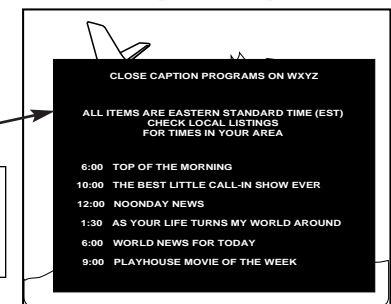 CLOSE CAPTION PROGRAMS ON WXYZ
ALL ITEMS ARE EASTERN STANDARD TIME (EST)
CHECK LOCAL LISTINGS
FOR TIMES IN YOUR AREA
6:00 TOP OF THE MORNING
10:00 THE BEST LITTLE CALL-IN SHOW EVER
12:00 NOONDAY NEWS
1:30 AS YOUR LIFE TURNS MY WORLD AROUND
6:00 WORLD NEWS FOR TODAY
9:00 PLAYHOUSE MOVIE OF THE WEEK